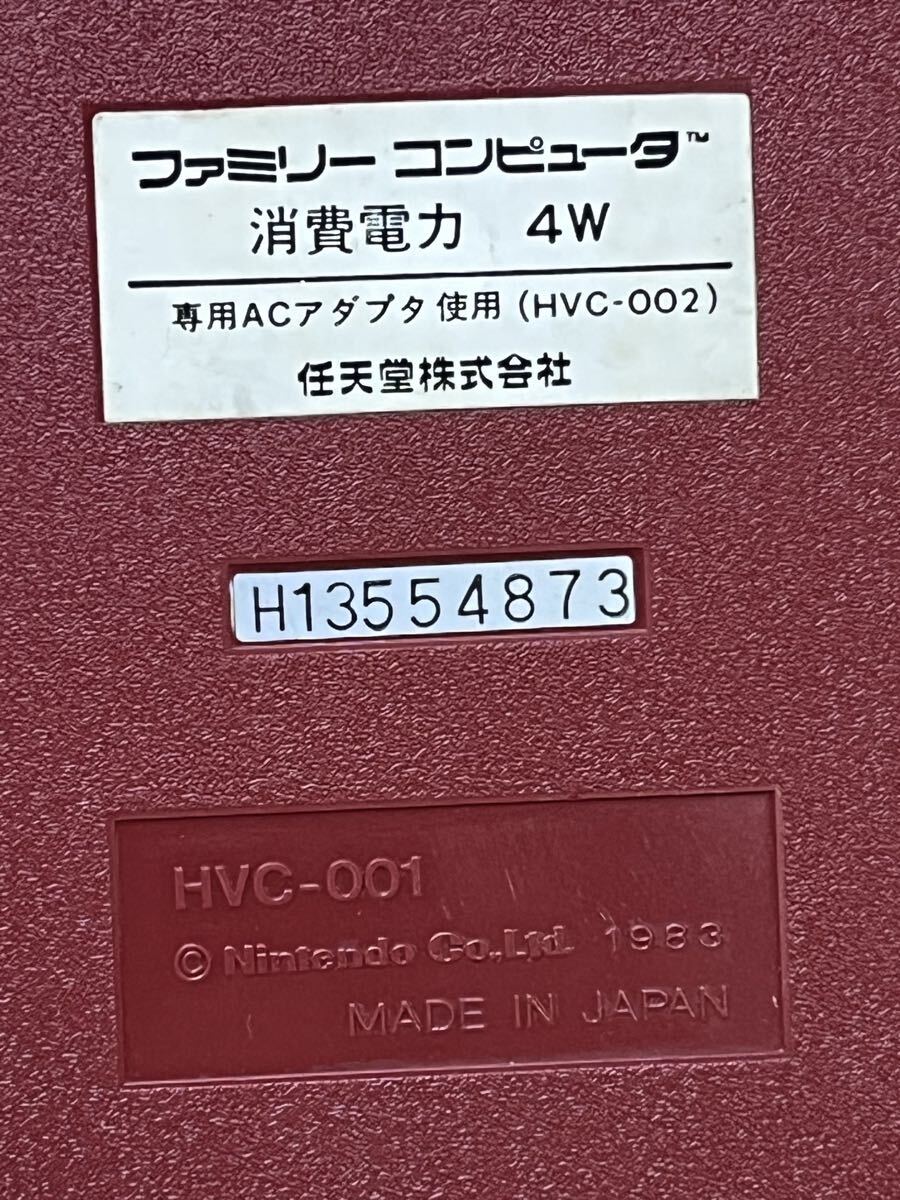 ファミリー コンピュータ™
消費電力 4W
専用ACアダプタ使用(HVC-002)
任天堂株式会社
H13554873
HVC-001
© Nintendo Co.,Ltd. 1983
MADE IN JAPAN